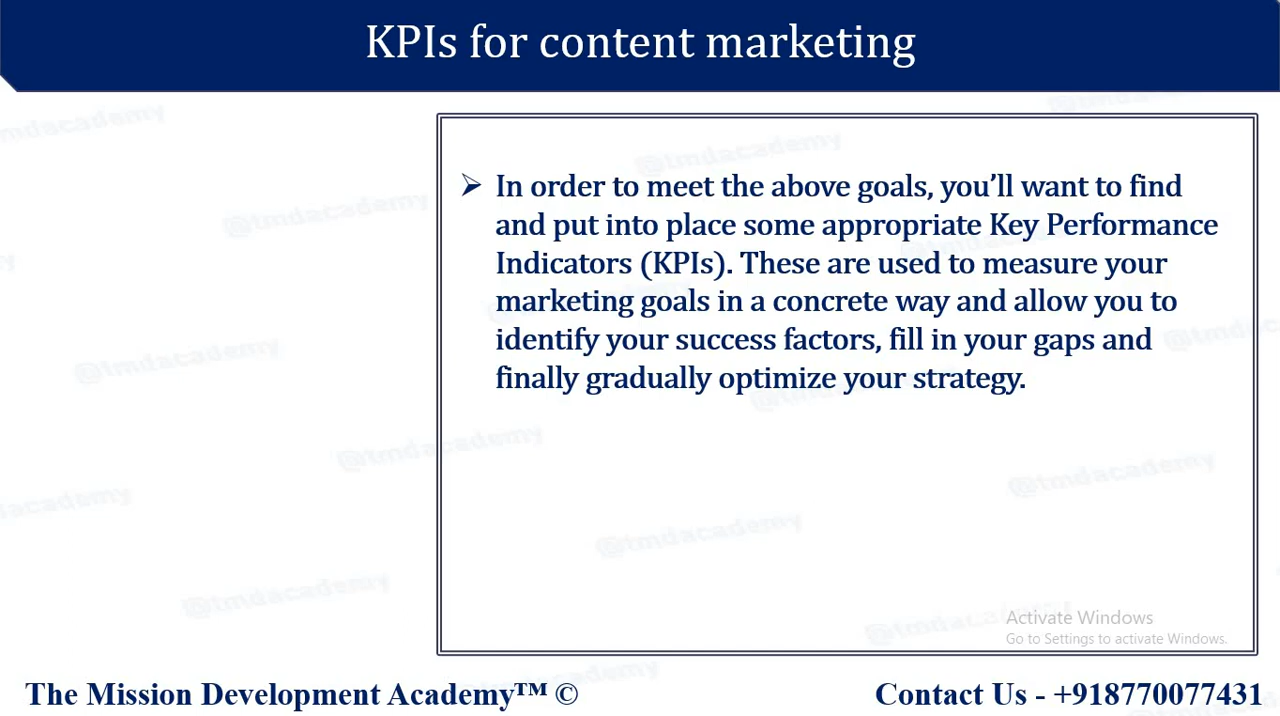 KPIs for content marketing
➢ In order to meet the above goals, you’ll want to find
and put into place some appropriate Key Performance
Indicators (KPIs). These are used to measure your
marketing goals in a concrete way and allow you to
identify your success factors, fill in your gaps and
finally gradually optimize your strategy.
@tmdacademy
Activate Windows
Go to Settings to activate Windows.
The Mission Development Academy™ ©
Contact Us - +918770077431